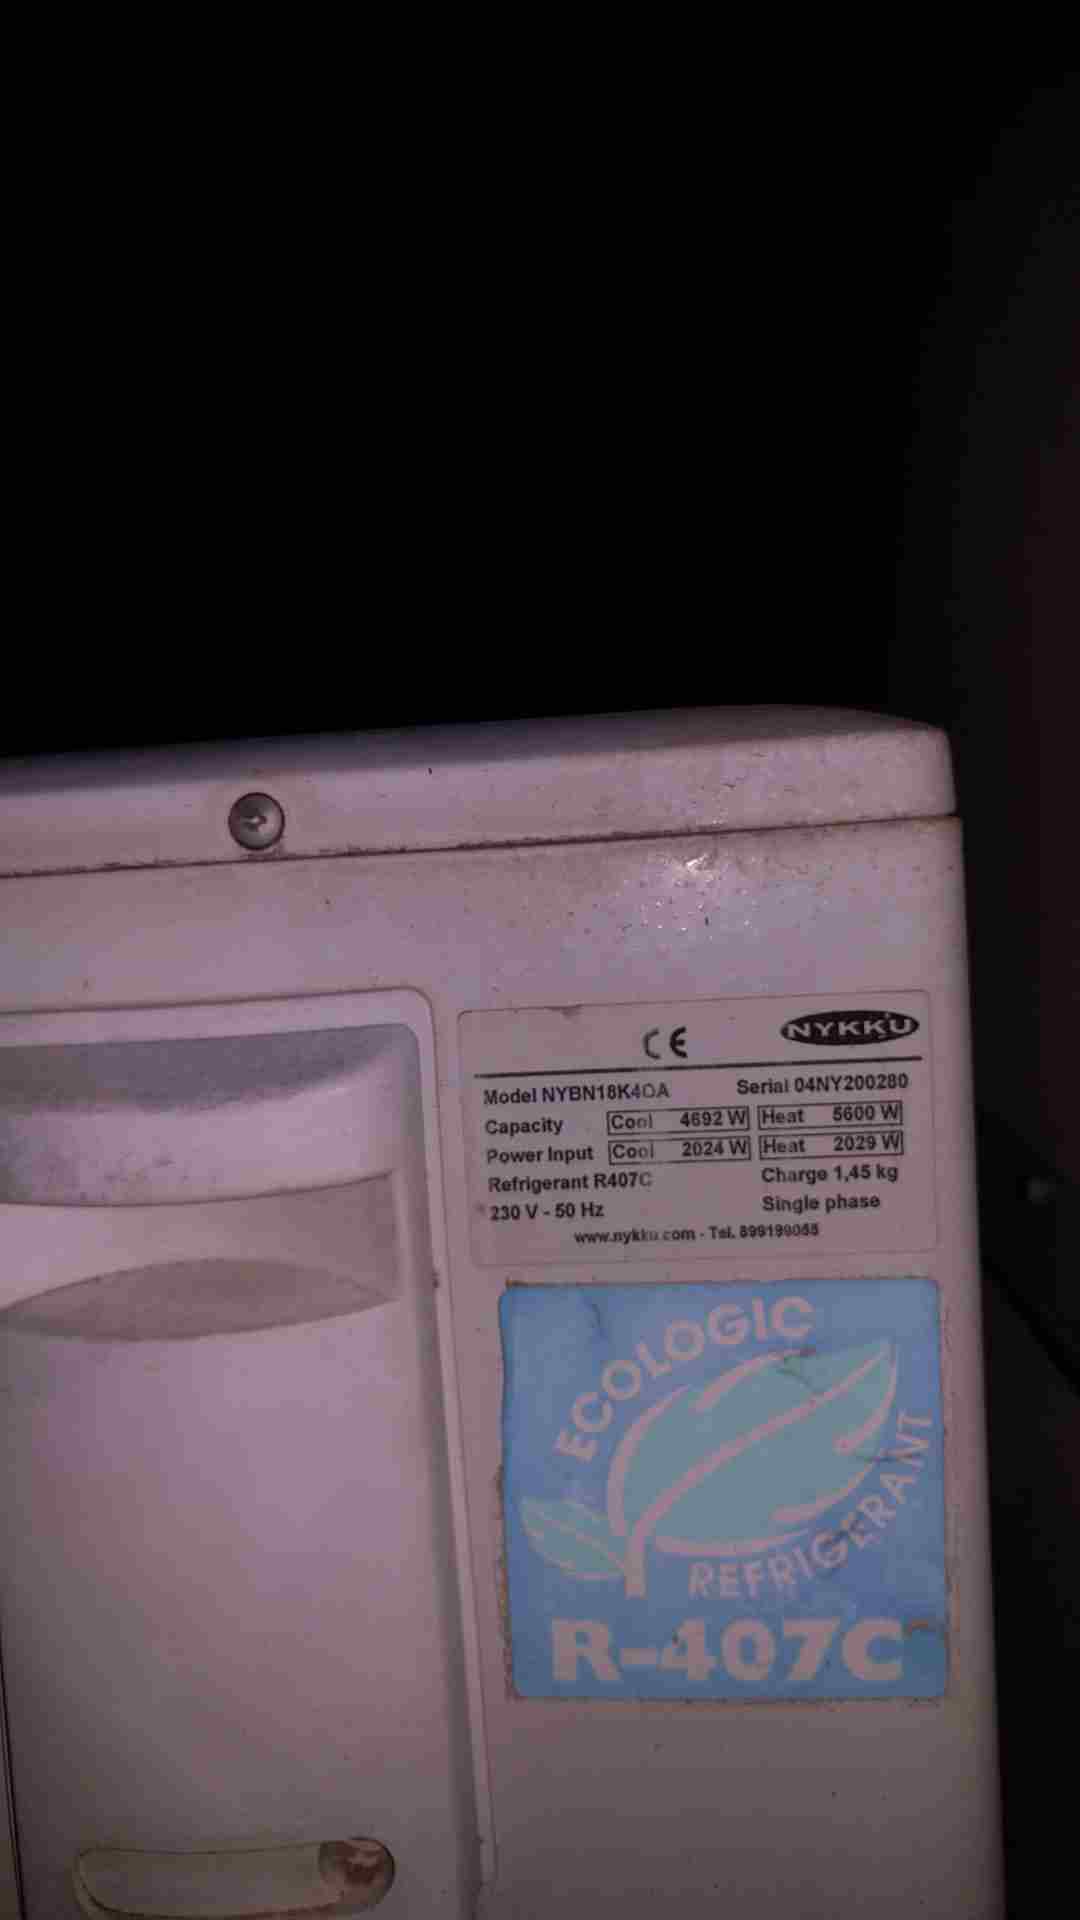 CE NYKKU
Model NYBN18K4OA Serial 04NY200280
Capacity Cool 4692 W Heat 5600 W
Power Input Cool 2024 W Heat 2029 W
Refrigerant R407C Charge 1,45 kg
230 V - 50 Hz Single phase
www.nykku.com - Tel. 899199055
ECOLOGIC
REFRIGERANT
R-407C